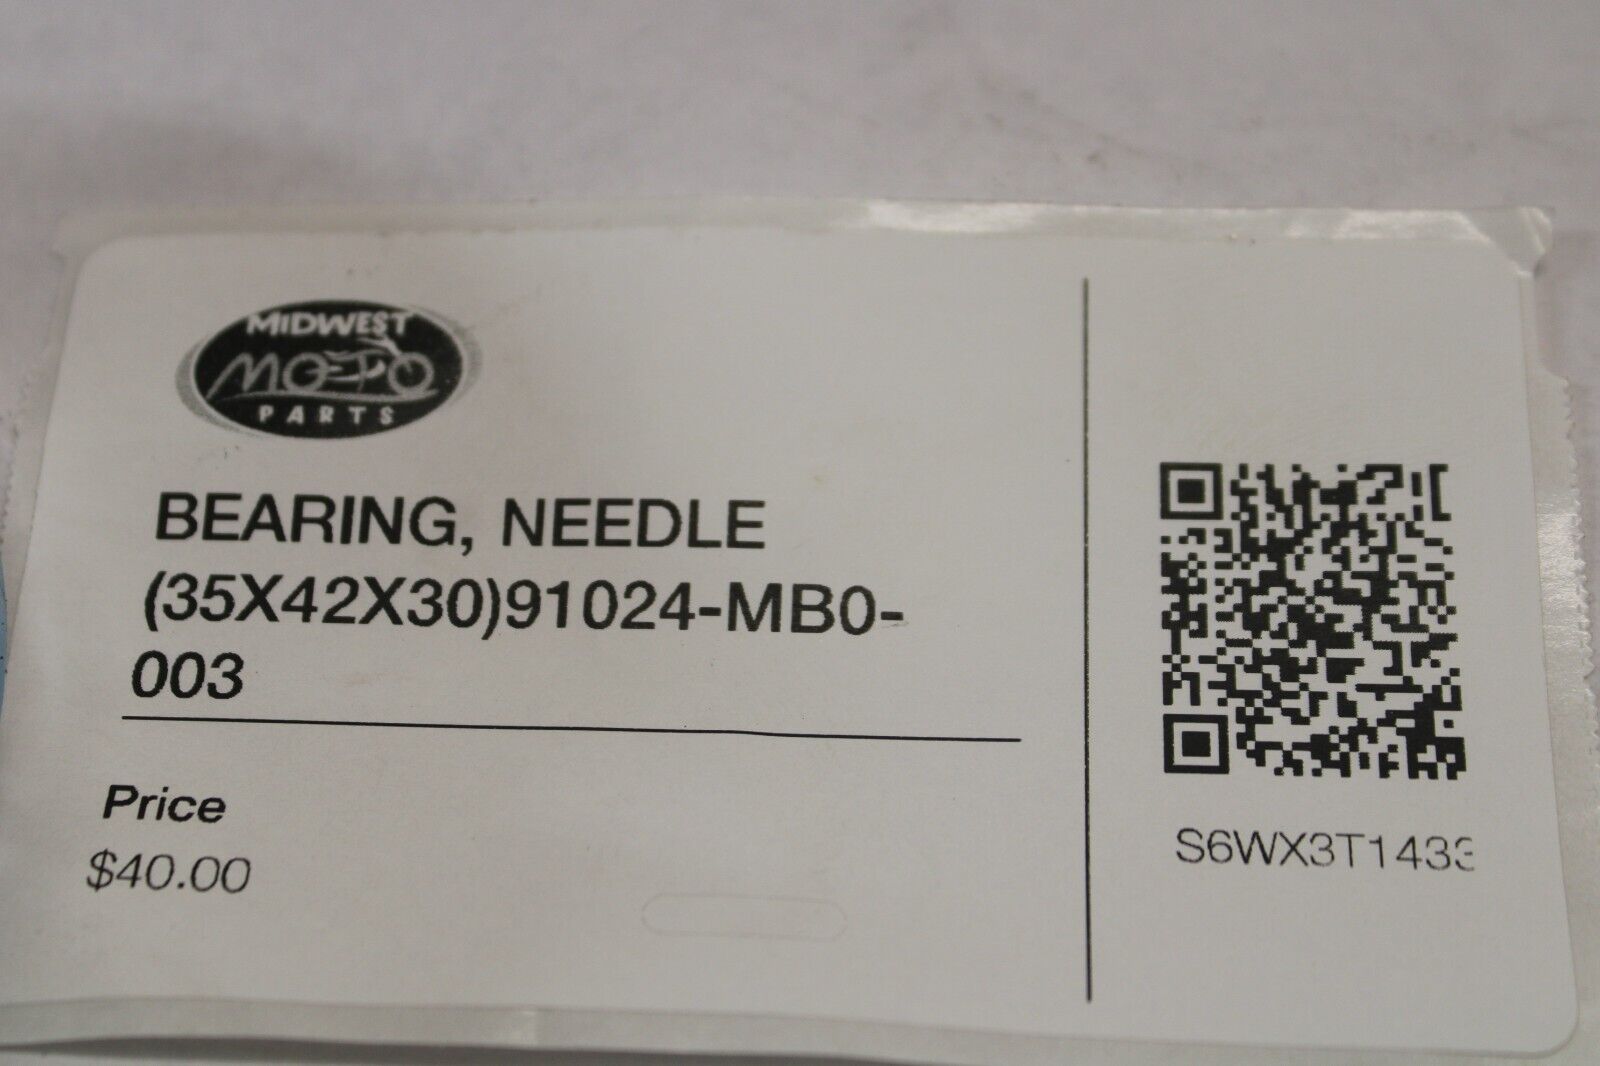 MIDWEST
MOTO
PARTS
BEARING, NEEDLE
(35X42X30)91024-MB0-
003
Price
$40.00
S6WX3T1433